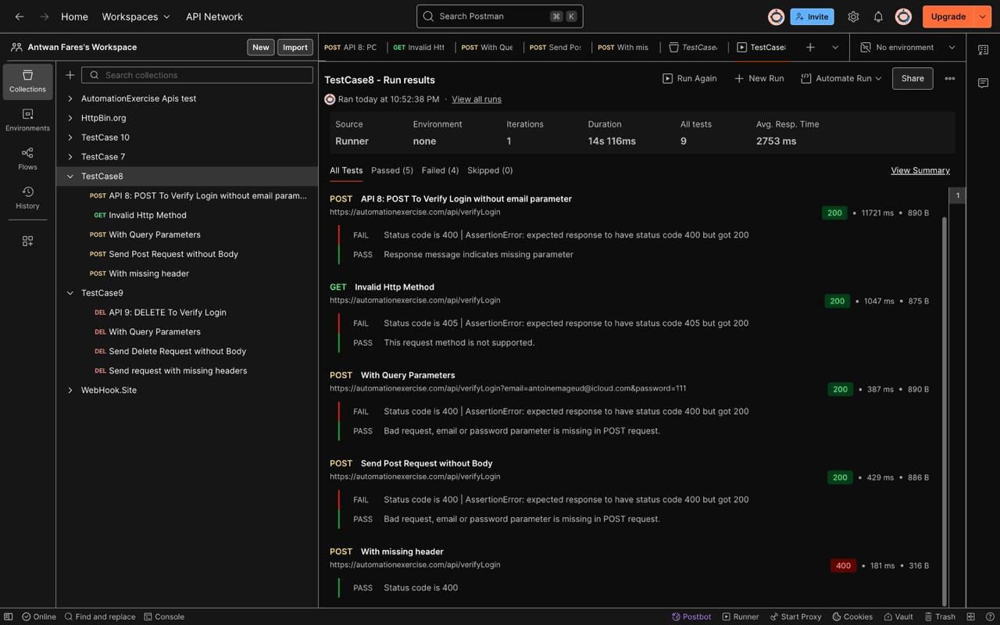 Home Workspaces API Network Search Postman ⌘ K Invite Upgrade
Antwan Fares's Workspace New Import
POST API 8: PC GET Invalid Htt POST With Que POST Send Pos POST With mis TestCase TestCase8 No environment
Collections
Environments
Flows
History
Search collections
AutomationExercise Apis test
HttpBin.org
TestCase 10
TestCase 7
TestCase8
POST API 8: POST To Verify Login without email param...
GET Invalid Http Method
POST With Query Parameters
POST Send Post Request without Body
POST With missing header
TestCase9
DEL API 9: DELETE To Verify Login
DEL With Query Parameters
DEL Send Delete Request without Body
DEL Send request with missing headers
WebHook.Site
TestCase8 - Run results Run Again New Run Automate Run Share
Ran today at 10:52:38 PM · View all runs
Source Environment Iterations Duration All tests Avg. Resp. Time
Runner none 1 14s 116ms 9 2753 ms
All Tests Passed (5) Failed (4) Skipped (0) View Summary
1
POST API 8: POST To Verify Login without email parameter
https://automationexercise.com/api/verifyLogin 200 • 11721 ms • 890 B
FAIL Status code is 400 | AssertionError: expected response to have status code 400 but got 200
PASS Response message indicates missing parameter
GET Invalid Http Method
https://automationexercise.com/api/verifyLogin 200 • 1047 ms • 875 B
FAIL Status code is 405 | AssertionError: expected response to have status code 405 but got 200
PASS This request method is not supported.
POST With Query Parameters
https://automationexercise.com/api/verifyLogin?email=antoinemageud@icloud.com&password=111 200 • 387 ms • 890 B
FAIL Status code is 400 | AssertionError: expected response to have status code 400 but got 200
PASS Bad request, email or password parameter is missing in POST request.
POST Send Post Request without Body
https://automationexercise.com/api/verifyLogin 200 • 429 ms • 886 B
FAIL Status code is 400 | AssertionError: expected response to have status code 400 but got 200
PASS Bad request, email or password parameter is missing in POST request.
POST With missing header
https://automationexercise.com/api/verifyLogin 400 • 181 ms • 316 B
PASS Status code is 400
Online Find and replace Console Postbot Runner Start Proxy Cookies Vault Trash